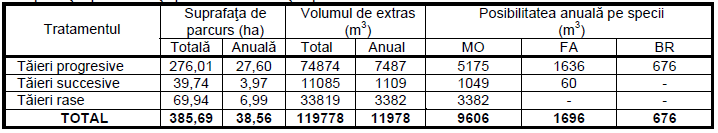 Tratamentul Suprafaţa de parcurs (ha) Volumul de extras (m3) Posibilitatea anuală pe specii (m3)
Totală Anuală Total Anual MO FA BR
Tăieri progresive 276,01 27,60 74874 7487 5175 1636 676
Tăieri succesive 39,74 3,97 11085 1109 1049 60 -
Tăieri rase 69,94 6,99 33819 3382 3382 - -
TOTAL 385,69 38,56 119778 11978 9606 1696 676